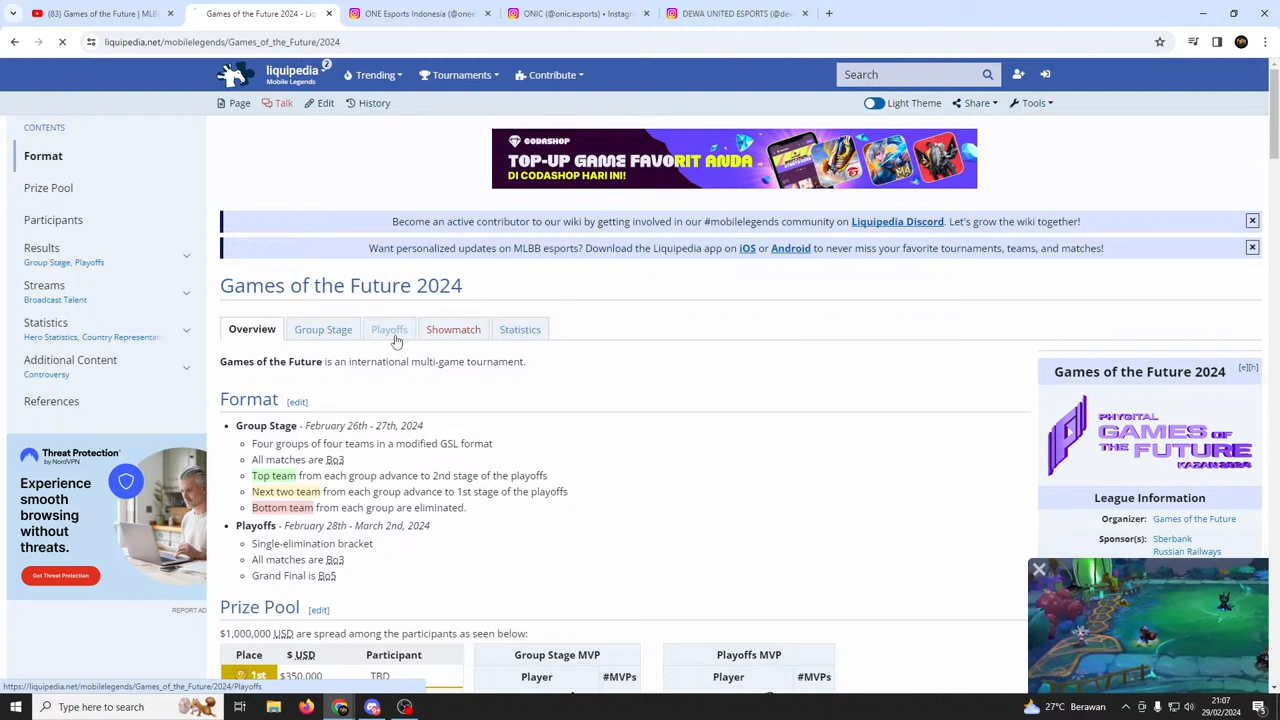 (83) Games of the Future | MLBB
Games of the Future 2024 - Liq
ONE Esports Indonesia (@one
ONIC (@onic.esports) • Instagr
DEWA UNITED ESPORTS (@de
liquipedia.net/mobilelegends/Games_of_the_Future/2024
liquipedia
Mobile Legends
2
Trending
Tournaments
Contribute
Search
Page
Talk
Edit
History
Light Theme
Share
Tools
CONTENTS
Format
Prize Pool
Participants
Results
Group Stage, Playoffs
Streams
Broadcast Talent
Statistics
Hero Statistics, Country Representa
Additional Content
Controversy
References
Threat Protection
by NordVPN
Experience
smooth
browsing
without
threats.
Get Threat Protection
REPORT AD
CODASHOP
TOP-UP GAME FAVORIT ANDA
DI CODASHOP HARI INI!
Become an active contributor to our wiki by getting involved in our #mobilelegends community on Liquipedia Discord. Let's grow the wiki together!
Want personalized updates on MLBB esports? Download the Liquipedia app on iOS or Android to never miss your favorite tournaments, teams, and matches!
Games of the Future 2024
Overview
Group Stage
Playoffs
Showmatch
Statistics
Games of the Future is an international multi-game tournament.
Format [edit]
Group Stage - February 26th - 27th, 2024
Four groups of four teams in a modified GSL format
All matches are Bo3
Top team from each group advance to 2nd stage of the playoffs
Next two team from each group advance to 1st stage of the playoffs
Bottom team from each group are eliminated.
Playoffs - February 28th - March 2nd, 2024
Single-elimination bracket
All matches are Bo3
Grand Final is Bo5
Prize Pool [edit]
$1,000,000 USD are spread among the participants as seen below:
Place $ USD Participant
1st $350,000 TBD
Group Stage MVP
Player #MVPs
Playoffs MVP
Player #MVPs
Games of the Future 2024
[e][h]
PHYGITAL
GAMES OF
THE FUTURE
KAZAN 2024
League Information
Organizer: Games of the Future
Sponsor(s): Sberbank
Russian Railways
https://liquipedia.net/mobilelegends/Games_of_the_Future/2024/Playoffs
Type here to search
27°C Berawan
21:07
29/02/2024